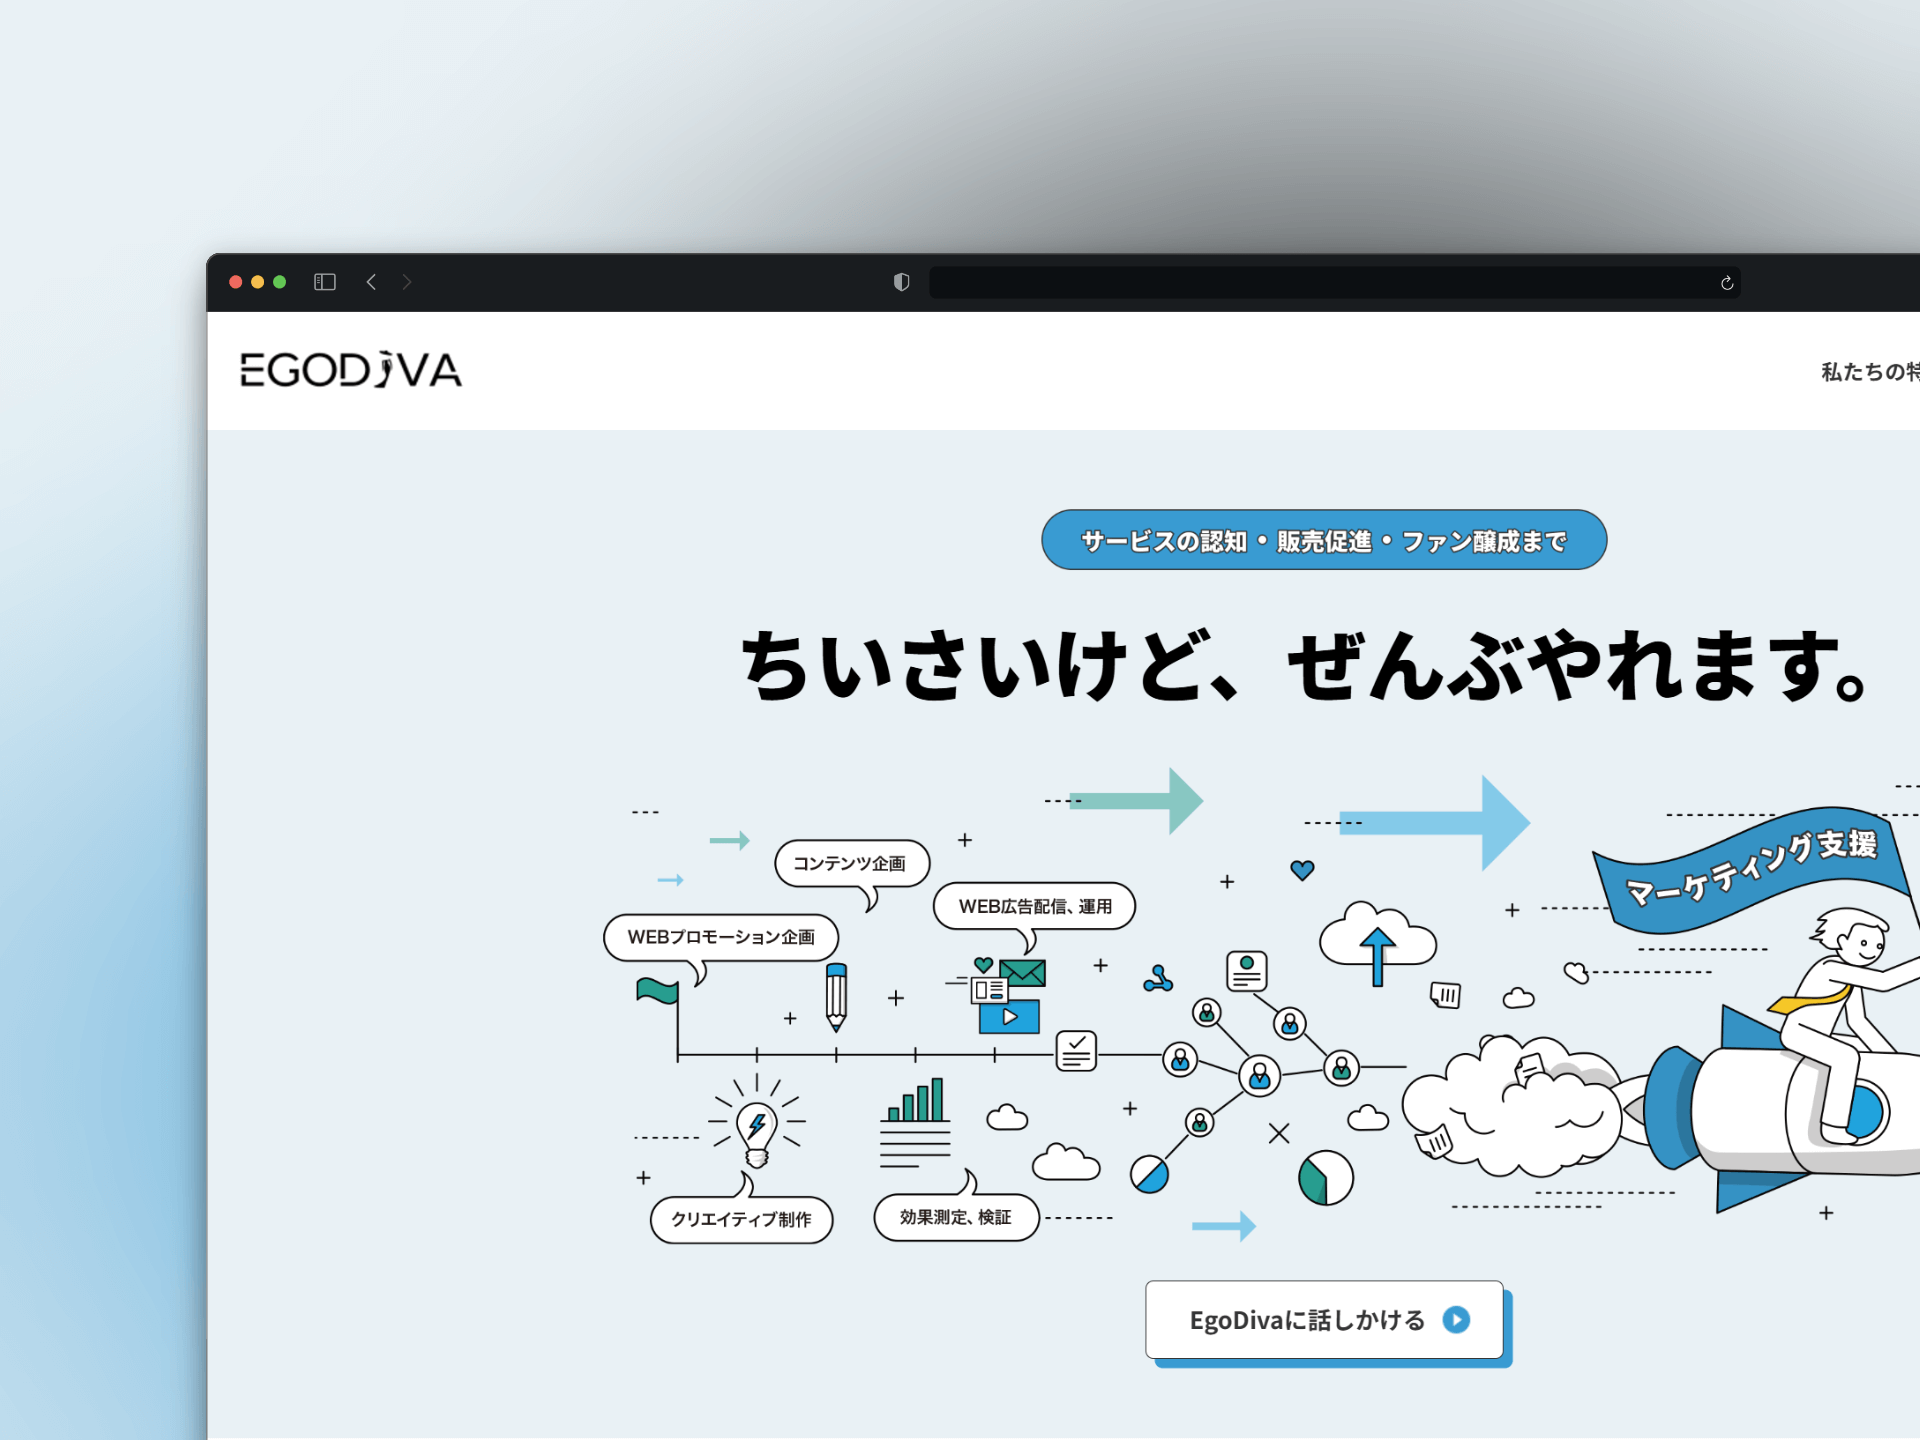 EGODIVA
私たちの特
サービスの認知・販売促進・ファン醸成まで
ちいさいけど、ぜんぶやれます。
マーケティング支援
コンテンツ企画
WEB広告配信、運用
WEBプロモーション企画
クリエイティブ制作
効果測定、検証
EgoDivaに話しかける